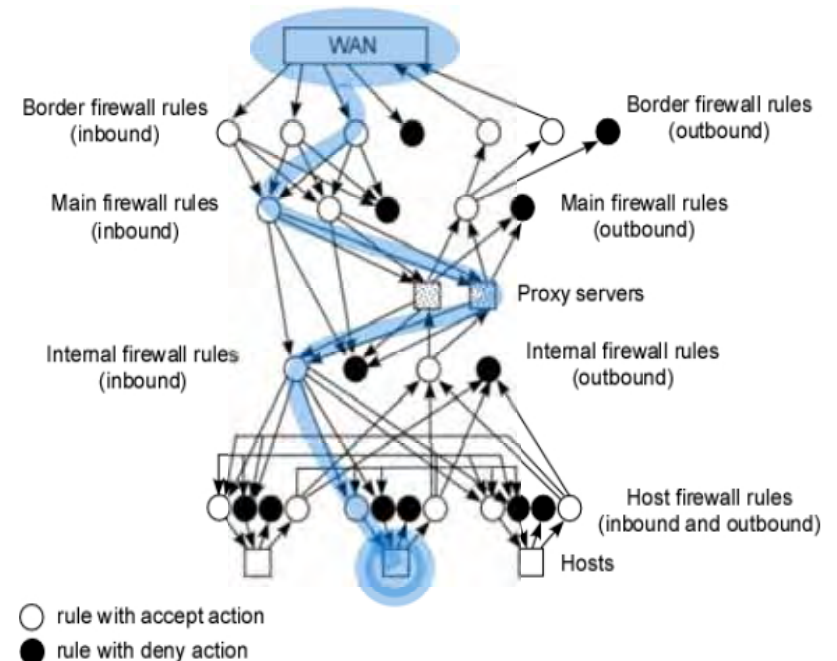 WAN
Border firewall rules
(inbound)
Border firewall rules
(outbound)
Main firewall rules
(inbound)
Main firewall rules
(outbound)
Proxy servers
Internal firewall rules
(inbound)
Internal firewall rules
(outbound)
Host firewall rules
(inbound and outbound)
Hosts
rule with accept action
rule with deny action